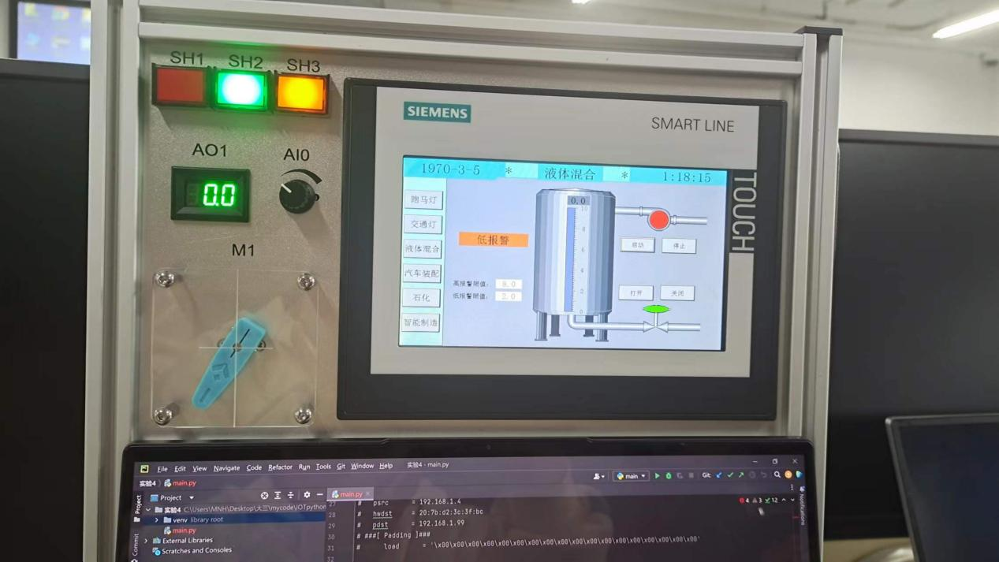 SH1 SH2 SH3
AO1
AI0
0.0
M1
SIEMENS
SMART LINE
TOUCH
1970-3-5 * 液体混合 * 1:18:15
跑马灯
交通灯
液体混合
汽车装配
石化
智能制造
低报警
高报警限值: 8.0
低报警限值: 2.0
0.0
10
8
6
4
2
0
启动 停止
打开 关闭
File Edit View Navigate Code Refactor Run Tools Git Window Help 实验4 - main.py
实验4 main.py
main
Git:
Project
实验4 C:\Users\MNH\Desktop\大三\mycode\IOTpython
venv library root
main.py
External Libraries
Scratches and Consoles
Project
Commit
Notifications
main.py
4 3 12
27 # psrc = 192.168.1.4
28 # hwdst = 20:7b:d2:3c:3f:bc
29 # pdst = 192.168.1.99
30 # ###[ Padding ]###
31 # load = '\x00\x00\x00\x00\x00\x00\x00\x00\x00\x00\x00\x00\x00\x00\x00\x00\x00\x00'
32